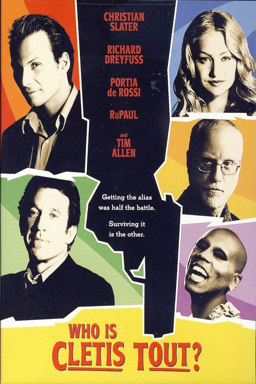 CHRISTIAN
SLATER
RICHARD
DREYFUSS
PORTIA
de ROSSI
RuPAUL
and
TIM
ALLEN
Getting the alias
was half the battle.
Surviving it
is the other.
WHO IS
CLETIS TOUT?